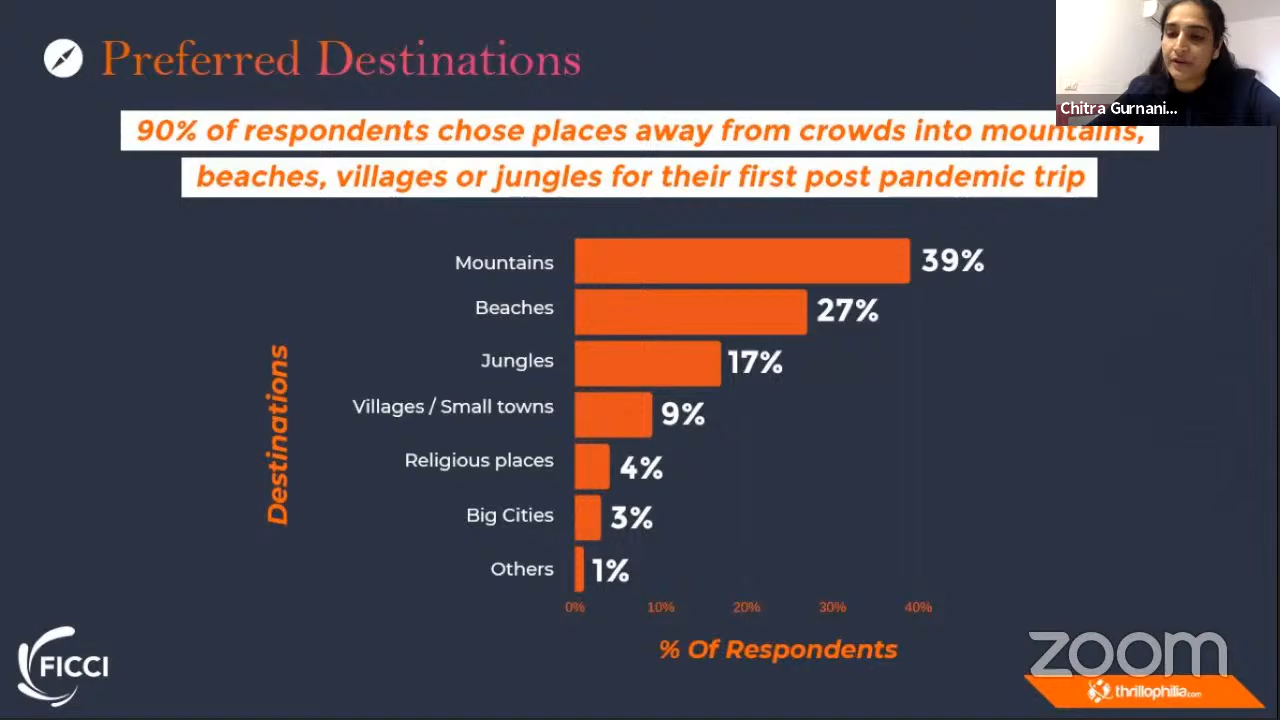 Preferred Destinations
Chitra Gurnani...
90% of respondents chose places away from crowds into mountains,
beaches, villages or jungles for their first post pandemic trip
Destinations
Mountains 39%
Beaches 27%
Jungles 17%
Villages / Small towns 9%
Religious places 4%
Big Cities 3%
Others 1%
0% 10% 20% 30% 40%
% Of Respondents
FICCI
zoom
thrillophilia.com